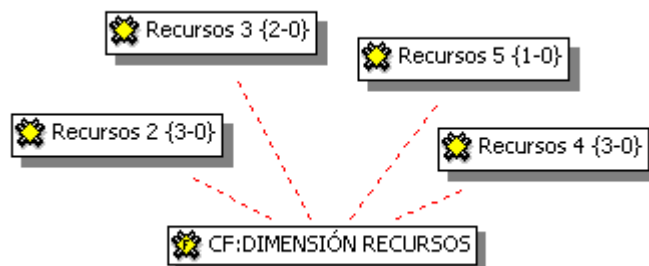 Recursos 3 {2-0}
Recursos 5 {1-0}
Recursos 2 {3-0}
Recursos 4 {3-0}
CF:DIMENSIÓN RECURSOS